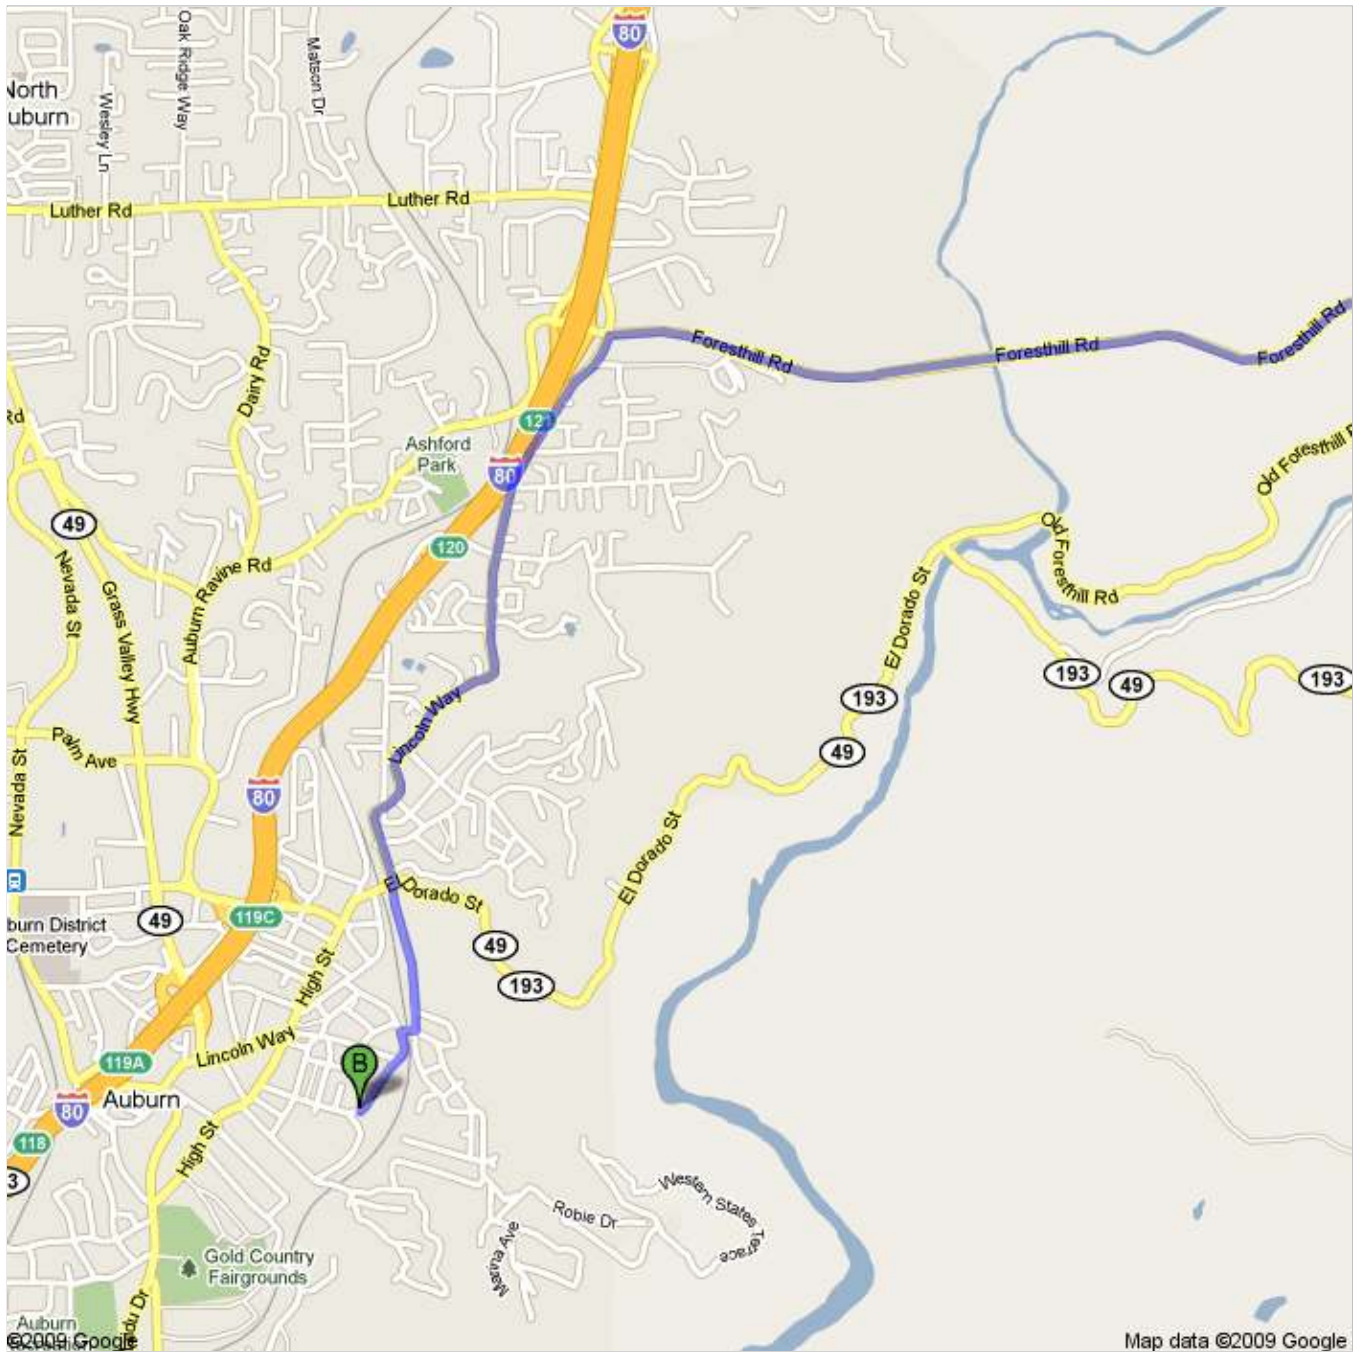 80
Oak Ridge Way
Matson Dr
North
uburn
Wesley Ln
Luther Rd
Luther Rd
Foresthill Rd
Foresthill Rd
Foresthill Rd
Dairy Rd
Rd
121
Ashford
Park
80
Old Foresthill R
49
120
Old Foresthill Rd
Nevada St
Auburn Ravine Rd
Grass Valley Hwy
El Dorado St
193
49
193
193
49
Lincoln Way
Palm Ave
Nevada St
80
El Dorado St
El Dorado St
119C
49
burn District
Cemetery
49
193
High St
Lincoln Way
119A
B
Auburn
80
118
3
High St
Western States Terrace
Robie Dr
Maria Ave
Gold Country
Fairgrounds
du Dr
Auburn
©2009 Google
Map data ©2009 Google